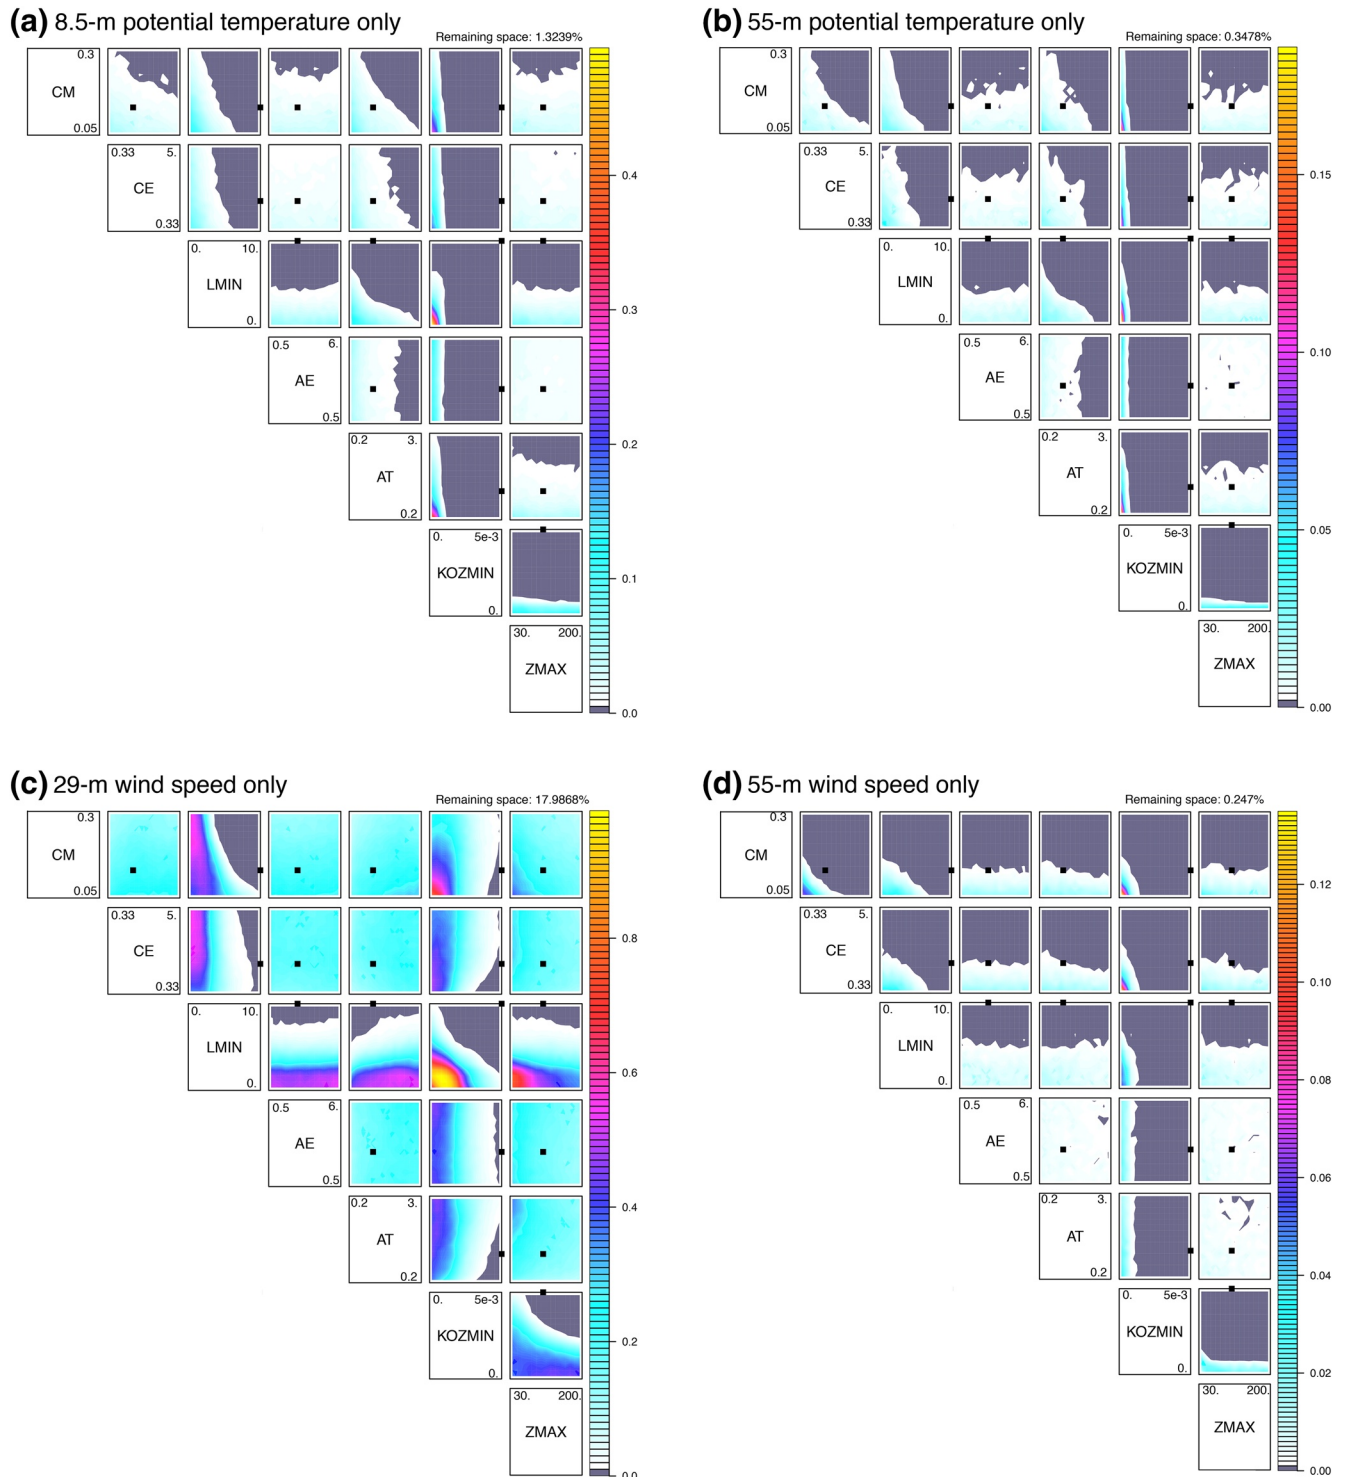 (a) 8.5-m potential temperature only
Remaining space: 1.3239%
CM
0.3
0.05
0.33 5.
CE
0.33
0. 10.
LMIN
0.
0.5 6.
AE
0.5
0.2 3.
AT
0.2
0. 5e-3
KOZMIN
0.
30. 200.
ZMAX
0.4
0.3
0.2
0.1
0.0
(b) 55-m potential temperature only
Remaining space: 0.3478%
CM
0.3
0.05
0.33 5.
CE
0.33
0. 10.
LMIN
0.
0.5 6.
AE
0.5
0.2 3.
AT
0.2
0. 5e-3
KOZMIN
0.
30. 200.
ZMAX
0.15
0.10
0.05
0.00
(c) 29-m wind speed only
Remaining space: 17.9868%
CM
0.3
0.05
0.33 5.
CE
0.33
0. 10.
LMIN
0.
0.5 6.
AE
0.5
0.2 3.
AT
0.2
0. 5e-3
KOZMIN
0.
30. 200.
ZMAX
0.8
0.6
0.4
0.2
0.0
(d) 55-m wind speed only
Remaining space: 0.247%
CM
0.3
0.05
0.33 5.
CE
0.33
0. 10.
LMIN
0.
0.5 6.
AE
0.5
0.2 3.
AT
0.2
0. 5e-3
KOZMIN
0.
30. 200.
ZMAX
0.12
0.10
0.08
0.06
0.04
0.02
0.00